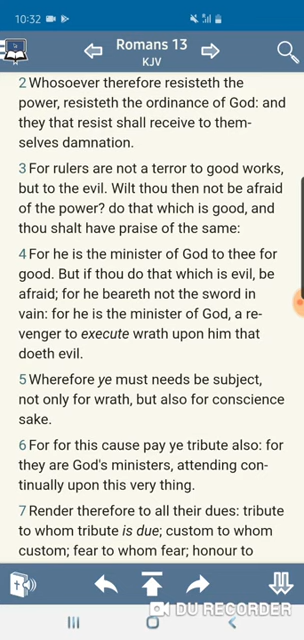 10:32
Romans 13
KJV
2 Whosoever therefore resisteth the
power, resisteth the ordinance of God: and
they that resist shall receive to them-
selves damnation.
3 For rulers are not a terror to good works,
but to the evil. Wilt thou then not be afraid
of the power? do that which is good, and
thou shalt have praise of the same:
4 For he is the minister of God to thee for
good. But if thou do that which is evil, be
afraid; for he beareth not the sword in
vain: for he is the minister of God, a re-
venger to execute wrath upon him that
doeth evil.
5 Wherefore ye must needs be subject,
not only for wrath, but also for conscience
sake.
6 For for this cause pay ye tribute also: for
they are God's ministers, attending con-
tinually upon this very thing.
7 Render therefore to all their dues: tribute
to whom tribute is due; custom to whom
custom; fear to whom fear; honour to
DU RECORDER